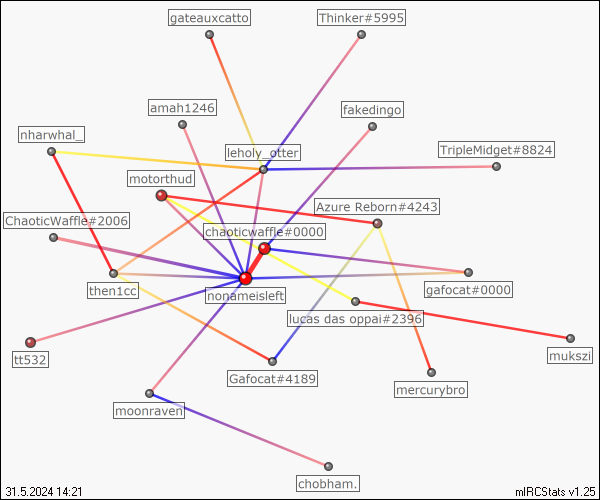 gateauxcatto
Thinker#5995
amah1246
fakedingo
nharwhal_
leholy_otter
TripleMidget#8824
motorthud
Azure Reborn#4243
ChaoticWaffle#2006
chaoticwaffle#0000
then1cc
nonameisleft
gafocat#0000
lucas das oppai#2396
tt532
mukszi
Gafocat#4189
mercurybro
moonraven
chobham.
31.5.2024 14:21
mIRCStats v1.25